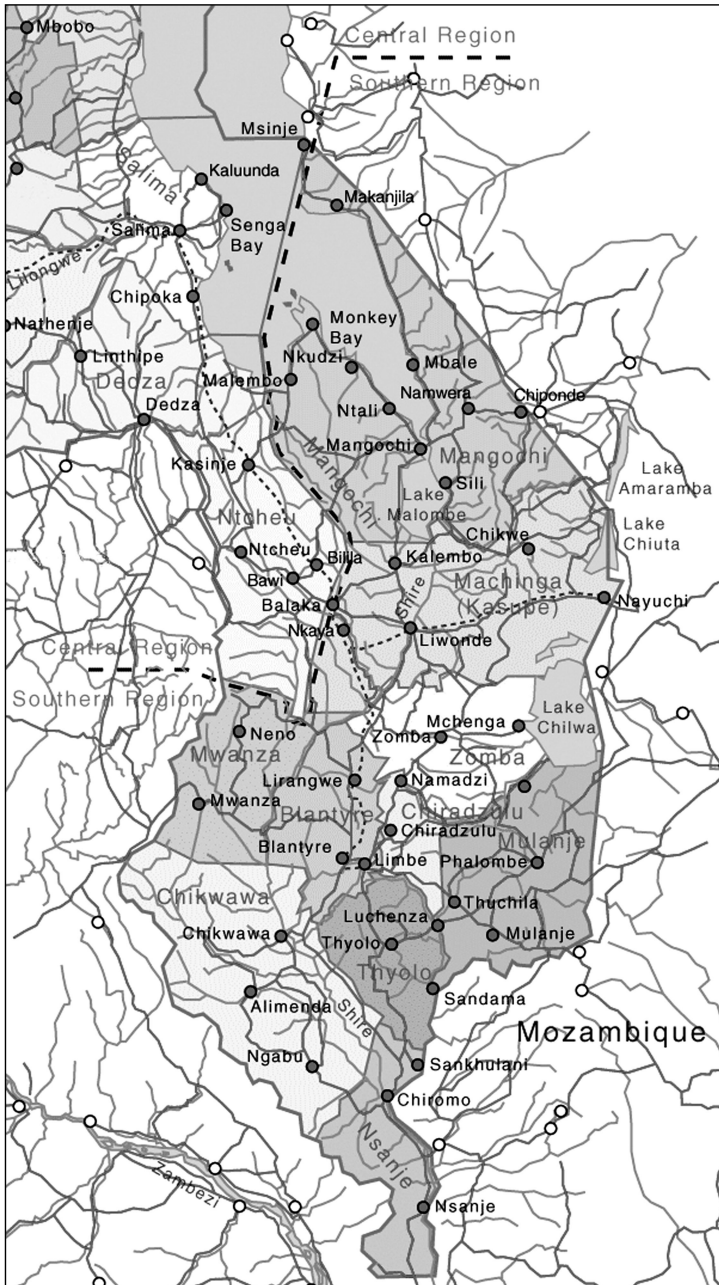 Mbobo
Central Region
Southern Region
Msinje
Salima
Kaluunda
Makanjila
Senga
Bay
Salima
Lilongwe
Chipoka
Nathenje
Monkey
Bay
Linthipe
Nkudzi
Mbale
Dedza
Malembo
Namwera
Chiponde
Dedza
Ntali
Mangochi
Mangochi
Mangochi
Kasinje
Lake
Amaramba
Sili
Lake
Malombe
Ntcheu
Lake
Chiuta
Chikwe
Ntcheu
Bilila
Kalembo
Bawi
Machinga
(Kasupe)
Shire
Balaka
Nayuchi
Nkaya
Liwonde
Central Region
Southern Region
Lake
Chilwa
Mchenga
Neno
Zomba
Mwanza
Zomba
Lirangwe
Namadzi
Mwanza
Blantyre
Chiradzulu
Chiradzulu
Mulanje
Blantyre
Limbe
Phalombe
Chikwawa
Thuchila
Luchenza
Chikwawa
Thyolo
Mulanje
Thyolo
Alimenda
Sandama
Shire
Mozambique
Ngabu
Sankhulani
Chiromo
Nsanje
Zambezi
Nsanje